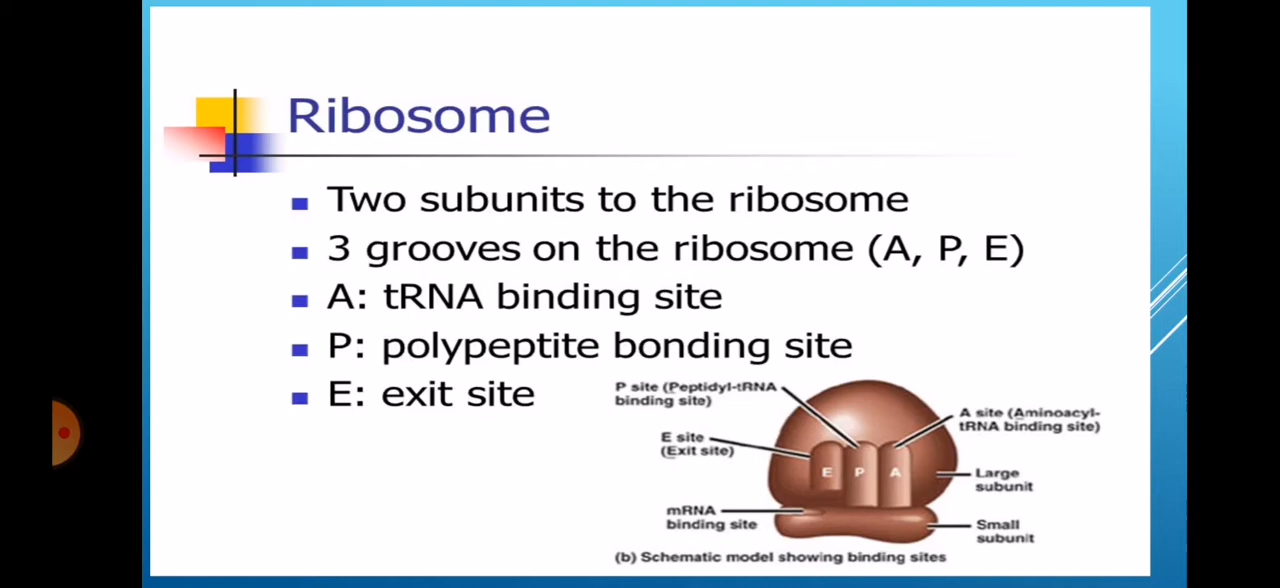 Ribosome
Two subunits to the ribosome
3 grooves on the ribosome (A, P, E)
A: tRNA binding site
P: polypeptite bonding site
E: exit site
P site (Peptidyl-tRNA
binding site)
A site (Aminoacyl-
tRNA binding site)
E site
(Exit site)
E P A
Large
subunit
mRNA
binding site
Small
subunit
(b) Schematic model showing binding sites